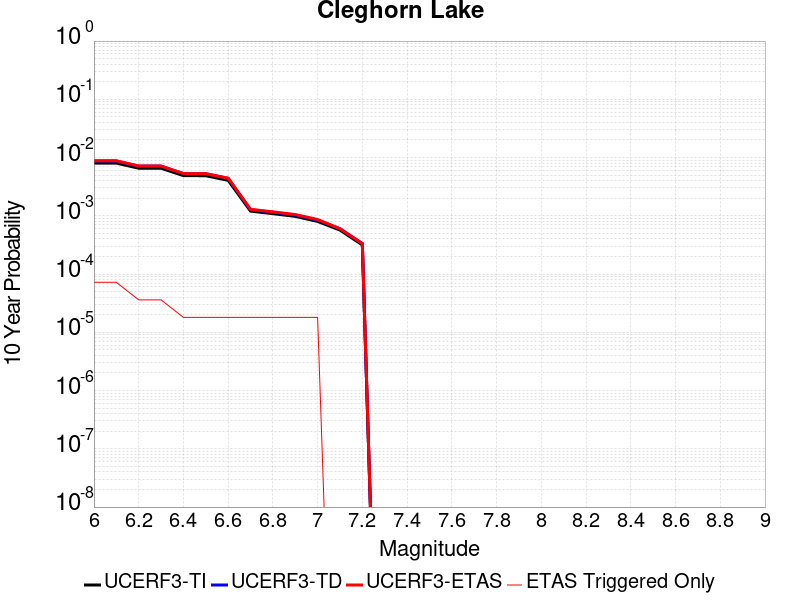 Cleghorn Lake
10 Year Probability
10^0
10^-1
10^-2
10^-3
10^-4
10^-5
10^-6
10^-7
10^-8
6 6.2 6.4 6.6 6.8 7 7.2 7.4 7.6 7.8 8 8.2 8.4 8.6 8.8 9
Magnitude
UCERF3-TI UCERF3-TD UCERF3-ETAS ETAS Triggered Only